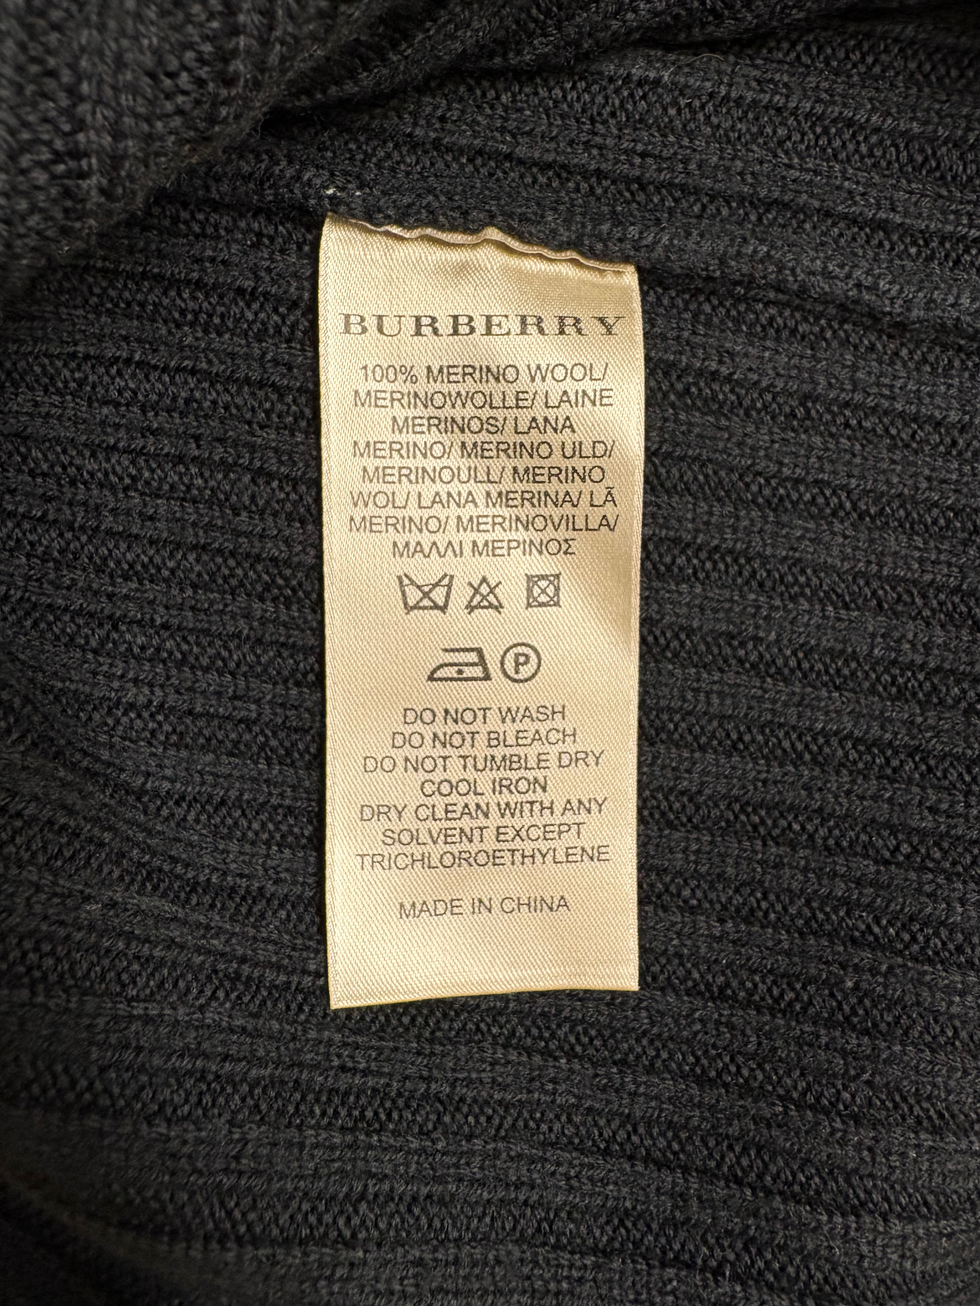 BURBERRY
100% MERINO WOOL/
MERINOWOLLE/ LAINE
MERINOS/ LANA
MERINO/ MERINO ULD/
MERINOULL/ MERINO
WOL/ LANA MERINA/ LÃ
MERINO/ MERINOVILLA/
ΜΑΛΛΙ ΜΕΡΙΝΟΣ
P
DO NOT WASH
DO NOT BLEACH
DO NOT TUMBLE DRY
COOL IRON
DRY CLEAN WITH ANY
SOLVENT EXCEPT
TRICHLOROETHYLENE
MADE IN CHINA